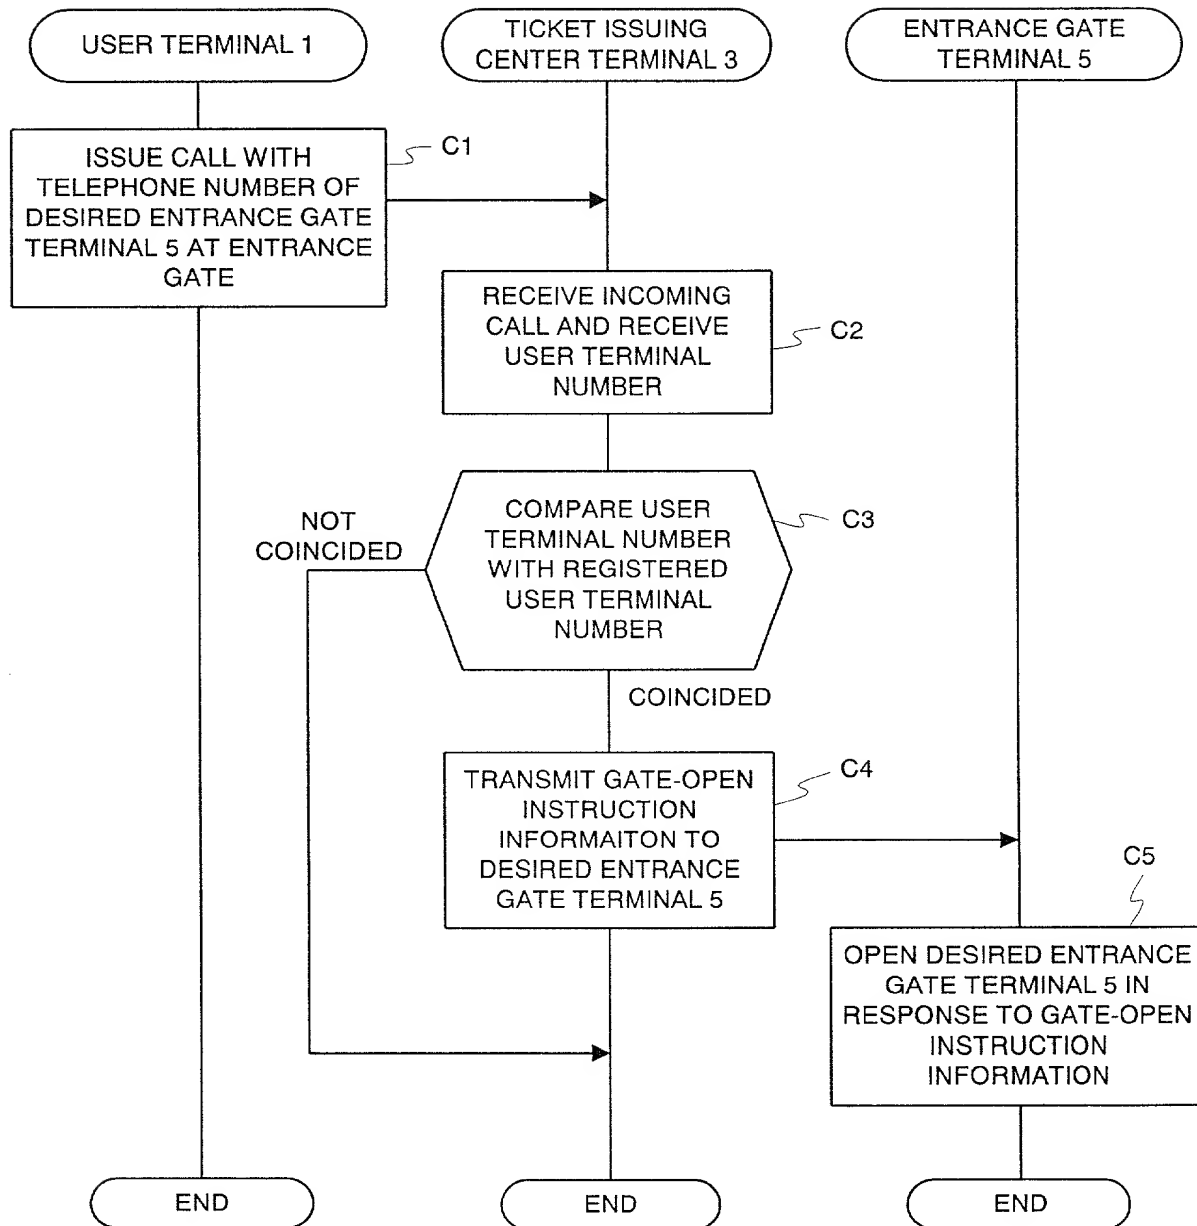 USER TERMINAL 1
TICKET ISSUING
CENTER TERMINAL 3
ENTRANCE GATE
TERMINAL 5
C1
ISSUE CALL WITH
TELEPHONE NUMBER OF
DESIRED ENTRANCE GATE
TERMINAL 5 AT ENTRANCE
GATE
RECEIVE INCOMING
CALL AND RECEIVE
USER TERMINAL
NUMBER
C2
NOT
COINCIDED
COMPARE USER
TERMINAL NUMBER
WITH REGISTERED
USER TERMINAL
NUMBER
C3
COINCIDED
TRANSMIT GATE-OPEN
INSTRUCTION
INFORMAITON TO
DESIRED ENTRANCE
GATE TERMINAL 5
C4
C5
OPEN DESIRED ENTRANCE
GATE TERMINAL 5 IN
RESPONSE TO GATE-OPEN
INSTRUCTION
INFORMATION
END
END
END